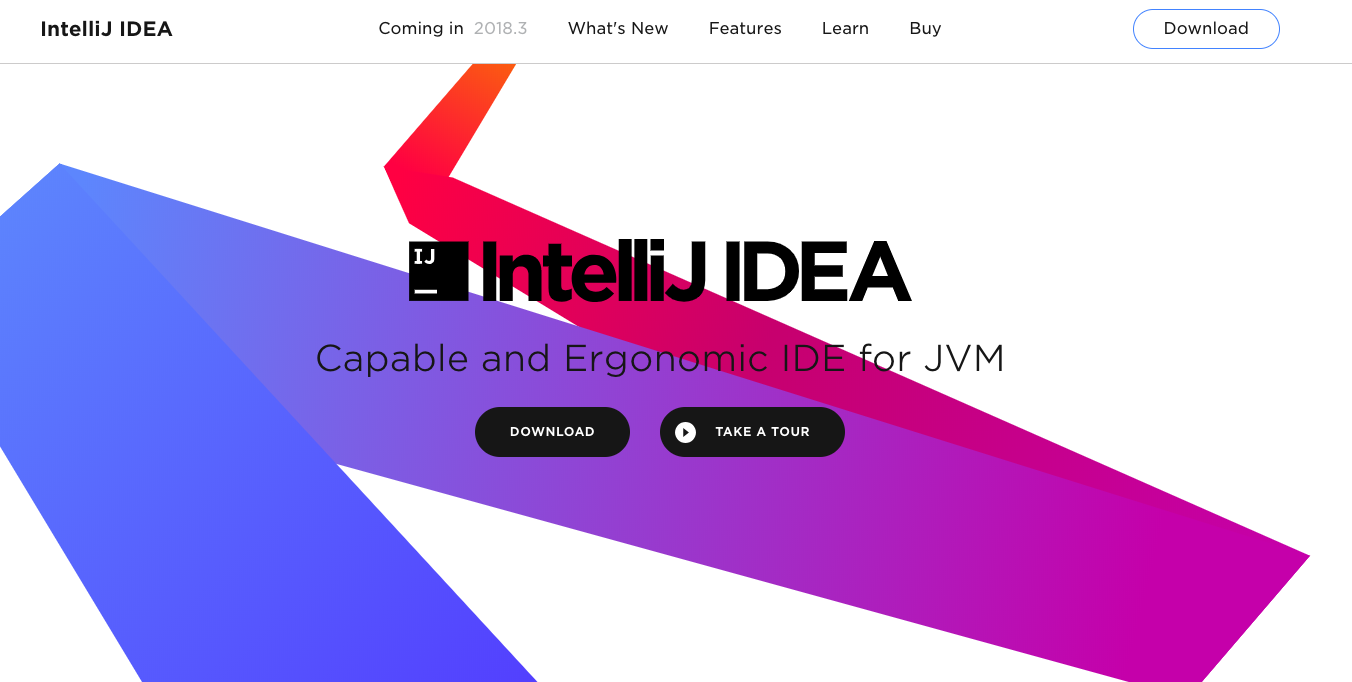 IntelliJ IDEA
Coming in 2018.3
What's New
Features
Learn
Buy
Download
IJ
IntelliJ IDEA
Capable and Ergonomic IDE for JVM
DOWNLOAD
TAKE A TOUR